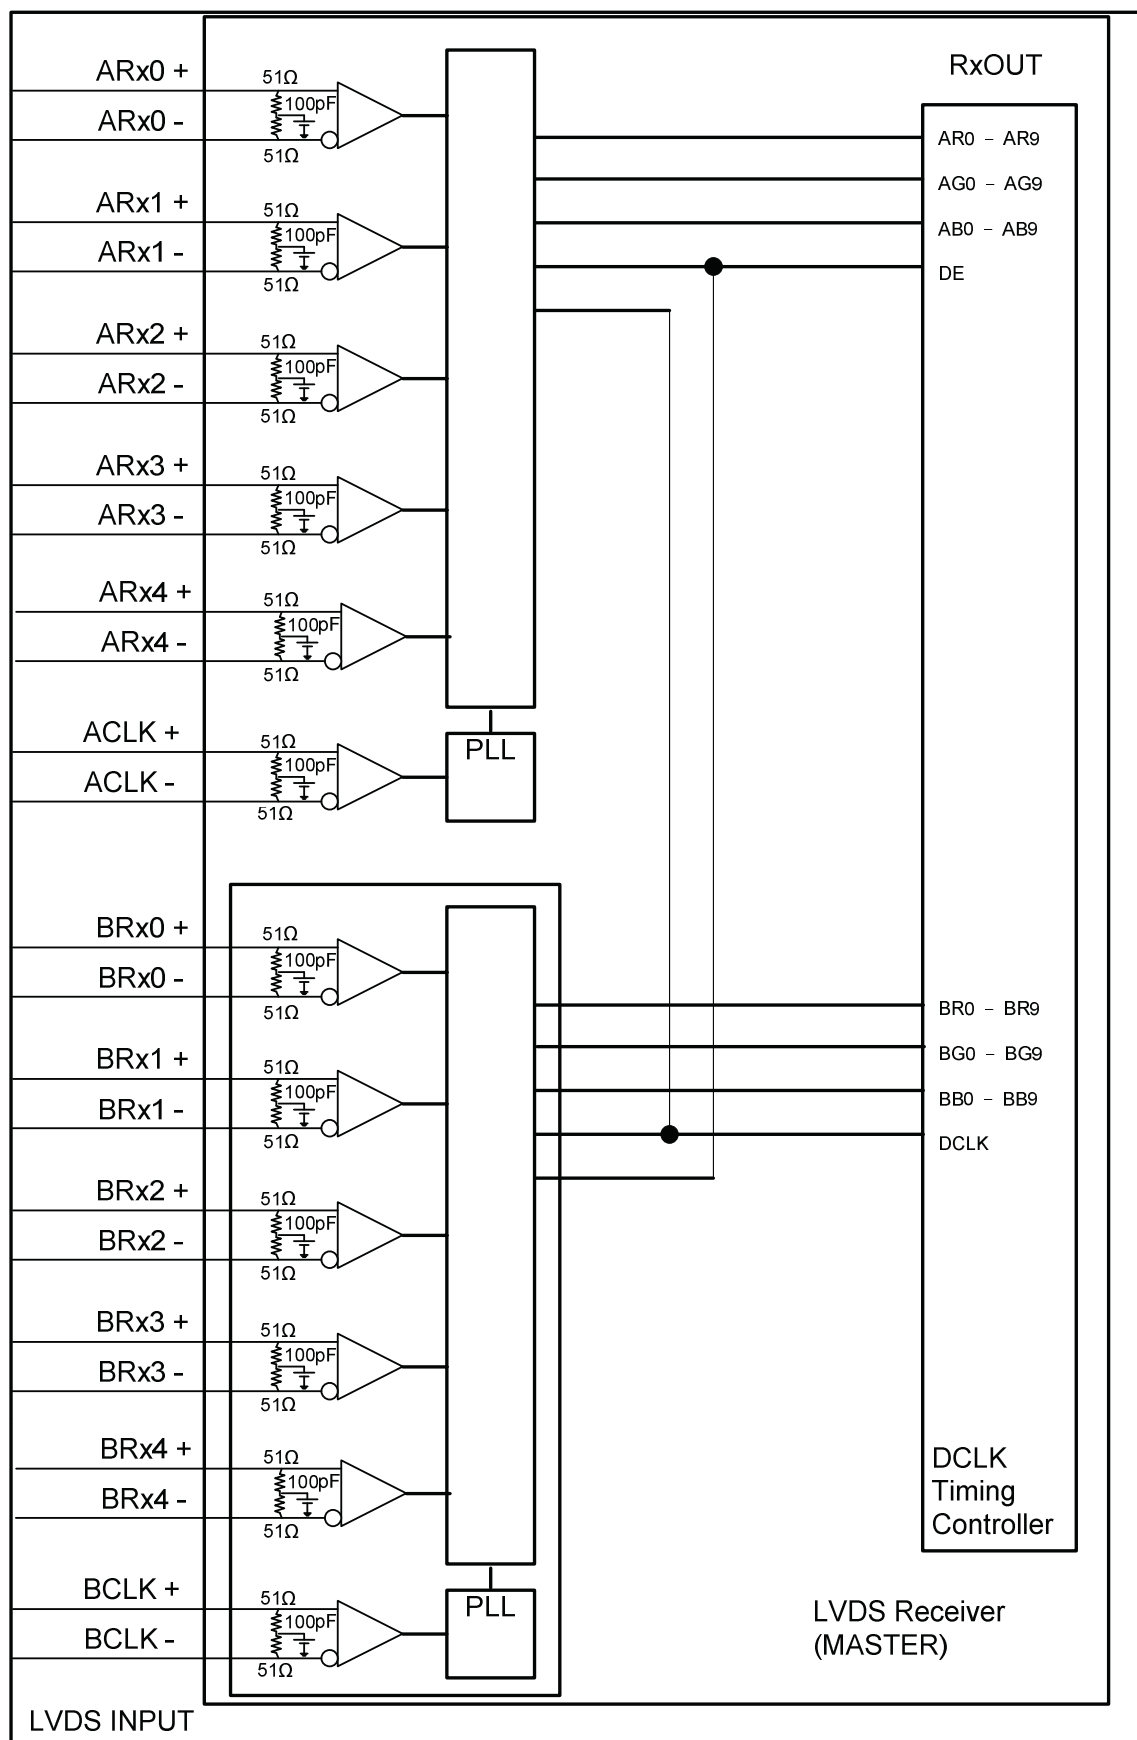 RxOUT
ARx0 +
51Ω
100pF
ARx0 -
51Ω
AR0 - AR9
AG0 - AG9
ARx1 +
51Ω
100pF
ARx1 -
51Ω
AB0 - AB9
DE
ARx2 +
51Ω
100pF
ARx2 -
51Ω
ARx3 +
51Ω
100pF
ARx3 -
51Ω
ARx4 +
51Ω
100pF
ARx4 -
51Ω
ACLK +
51Ω
100pF
ACLK -
51Ω
PLL
BRx0 +
51Ω
100pF
BRx0 -
51Ω
BR0 - BR9
BG0 - BG9
BRx1 +
51Ω
100pF
BRx1 -
51Ω
BB0 - BB9
DCLK
BRx2 +
51Ω
100pF
BRx2 -
51Ω
BRx3 +
51Ω
100pF
BRx3 -
51Ω
BRx4 +
51Ω
100pF
BRx4 -
51Ω
DCLK
Timing
Controller
BCLK +
51Ω
100pF
BCLK -
51Ω
PLL
LVDS Receiver
(MASTER)
LVDS INPUT